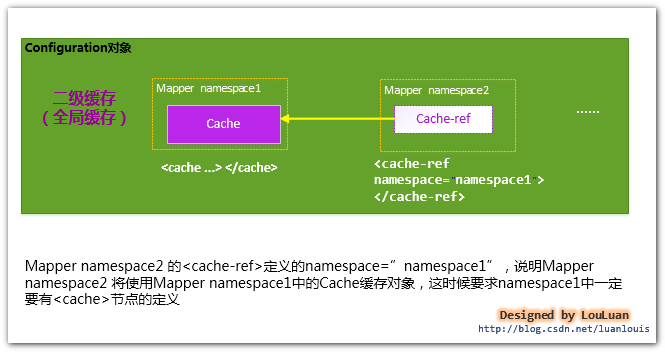 Configuration对象
二级缓存
（全局缓存）
Mapper namespace1
Cache
<cache ...> </cache>
Mapper namespace2
Cache-ref
<cache-ref
namespace="namespace1">
</cache-ref>
......
Mapper namespace2 的<cache-ref>定义的namespace=”namespace1”，说明Mapper
namespace2 将使用Mapper namespace1中的Cache缓存对象，这时候要求namespace1中一定
要有<cache>节点的定义
Designed by LouLuan
http://blog.csdn.net/luanlouis